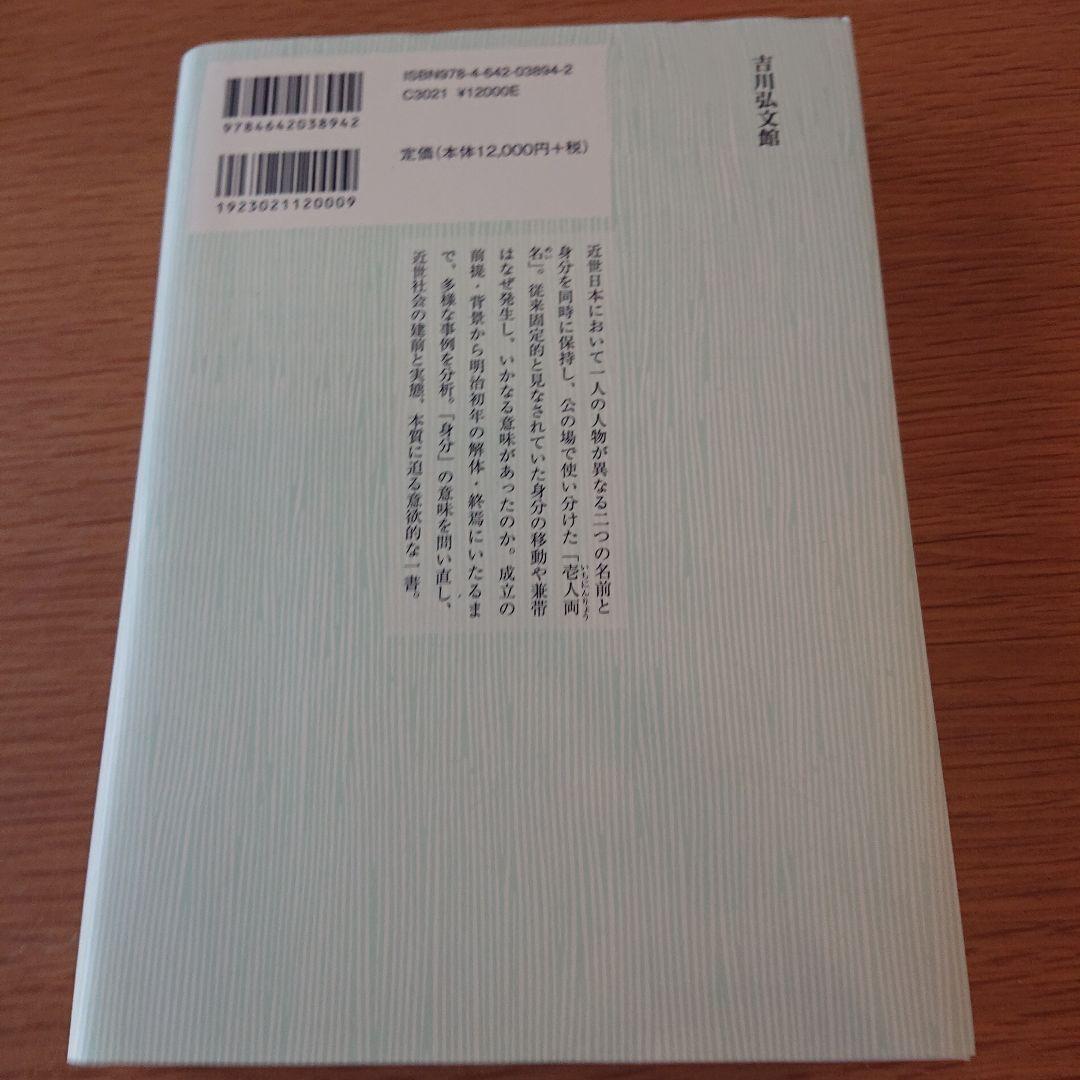 ISBN978-4-642-03894-2
C3021 ¥12000E
9784642038942
定価(本体12,000円+税)
1923021120009
吉川弘文館
近世日本において一人の人物が異なる二つの名前と
身分を同時に保持し、公の場で使い分けた「壱人両
いちにんりょう
名」。従来固定的と見なされていた身分の移動や兼帯
めい
はなぜ発生し、いかなる意味があったのか。成立の
前提・背景から明治初年の解体・終焉にいたるま
で、多様な事例を分析。「身分」の意味を問い直し、
近世社会の建前と実態、本質に迫る意欲的な一書。